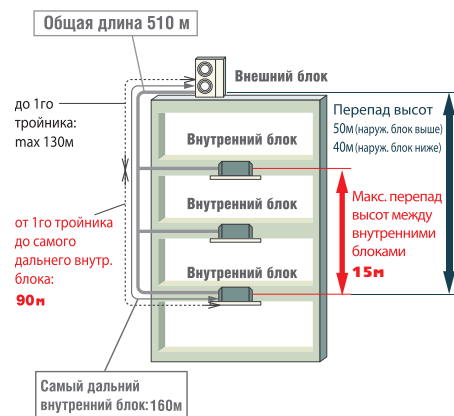 Общая длина 510 м
Внешний блок
до 1го
тройника:
max 130м
Перепад высот
50м (наруж. блок выше)
40м (наруж. блок ниже)
Внутренний блок
Внутренний блок
Внутренний блок
от 1го тройника
до самого
дальнего внутр.
блока:
90м
Макс. перепад
высот между
внутренними
блоками
15м
Самый дальний
внутренний блок: 160м